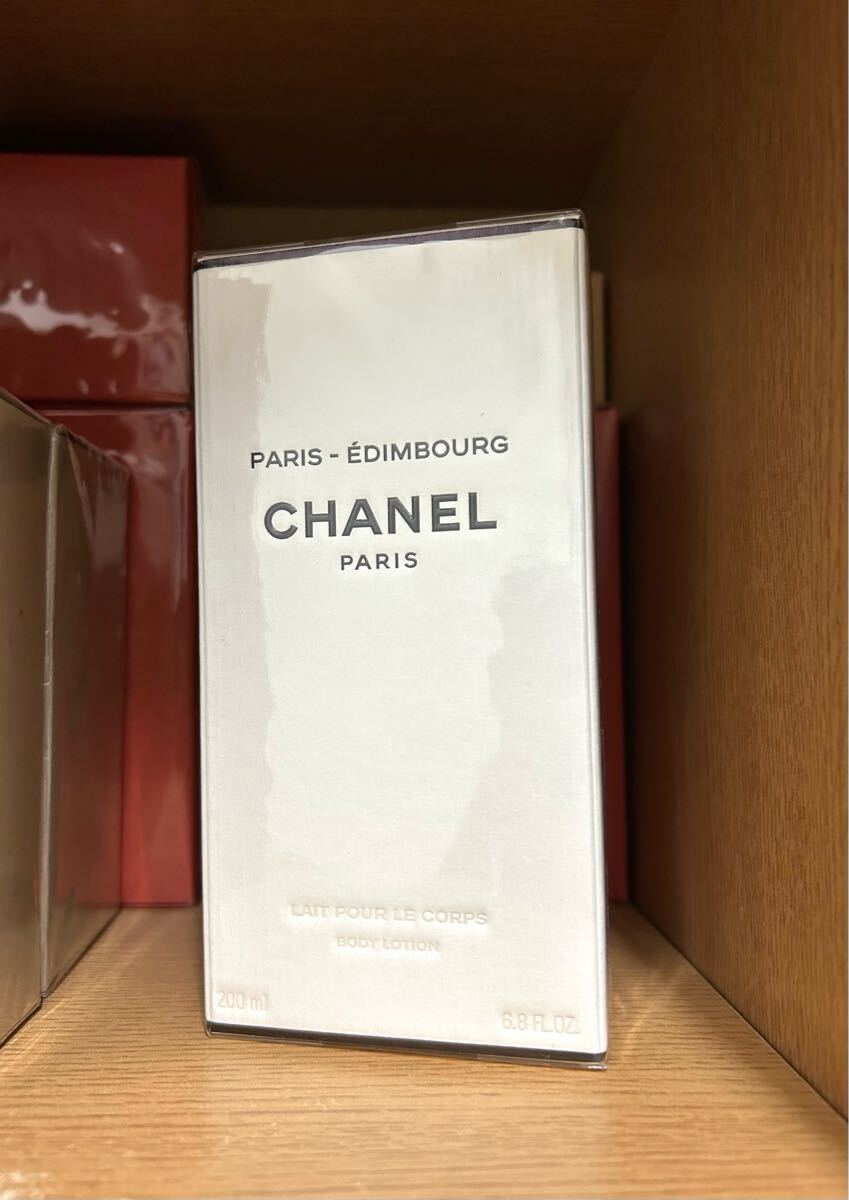 PARIS - ÉDIMBOURG
CHANEL
PARIS
LAIT POUR LE CORPS
BODY LOTION
200 ml
6.8 FL.OZ.